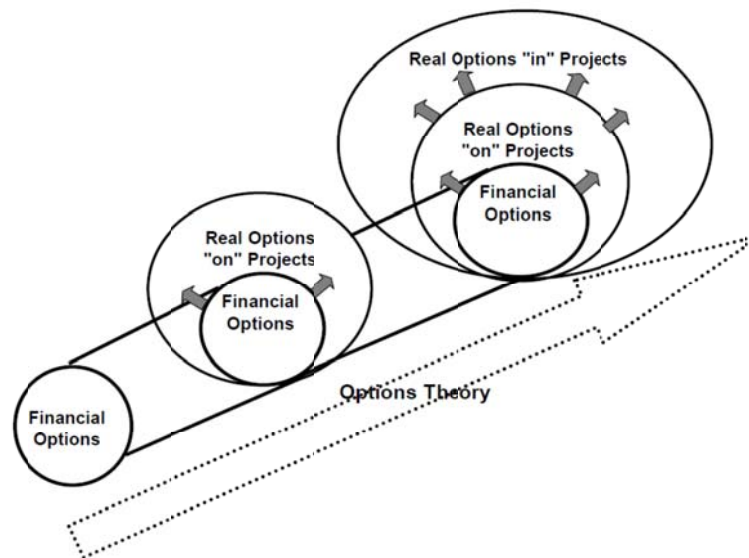 Real Options "in" Projects
Real Options
"on" Projects
Financial
Options
Real Options
"on" Projects
Financial
Options
Financial
Options
Options Theory